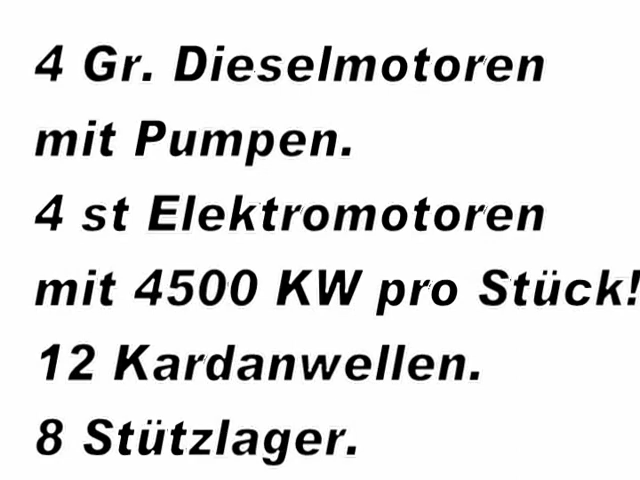 4 Gr. Dieselmotoren
mit Pumpen.
4 st Elektromotoren
mit 4500 KW pro Stück!
12 Kardanwellen.
8 Stützlager.